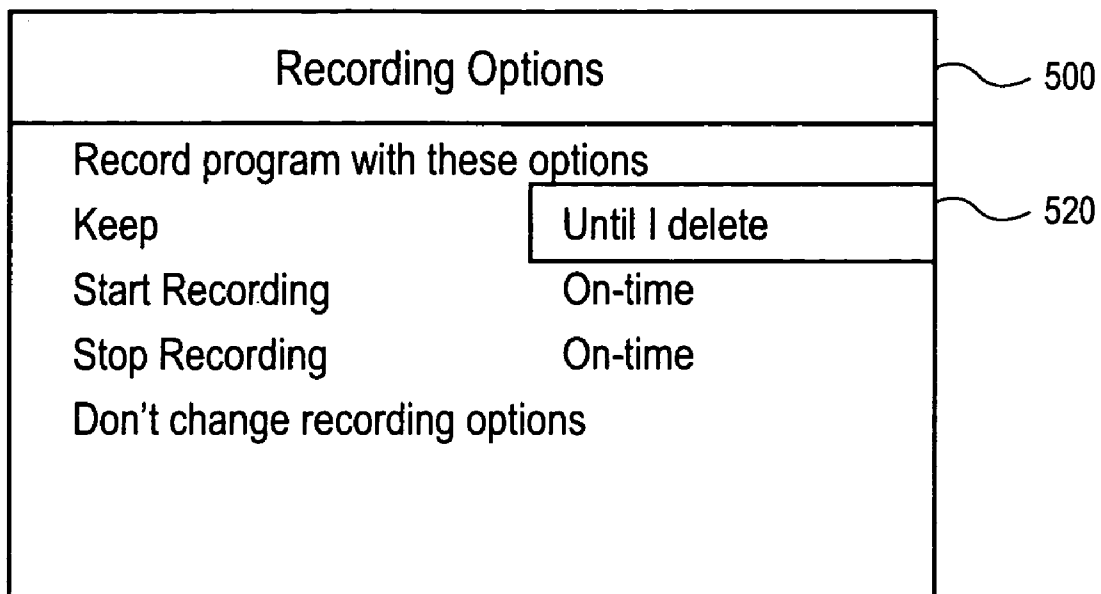 Recording Options
500
Record program with these options
Keep Until I delete
520
Start Recording On-time
Stop Recording On-time
Don't change recording options